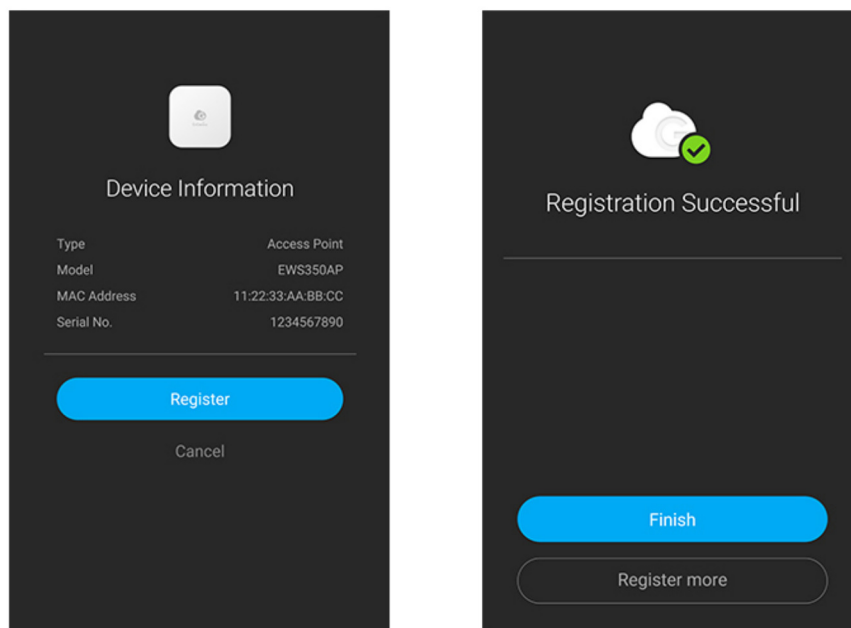 Device Information
Type Access Point
Model EWS350AP
MAC Address 11:22:33:AA:BB:CC
Serial No. 1234567890
Register
Cancel
Registration Successful
Finish
Register more